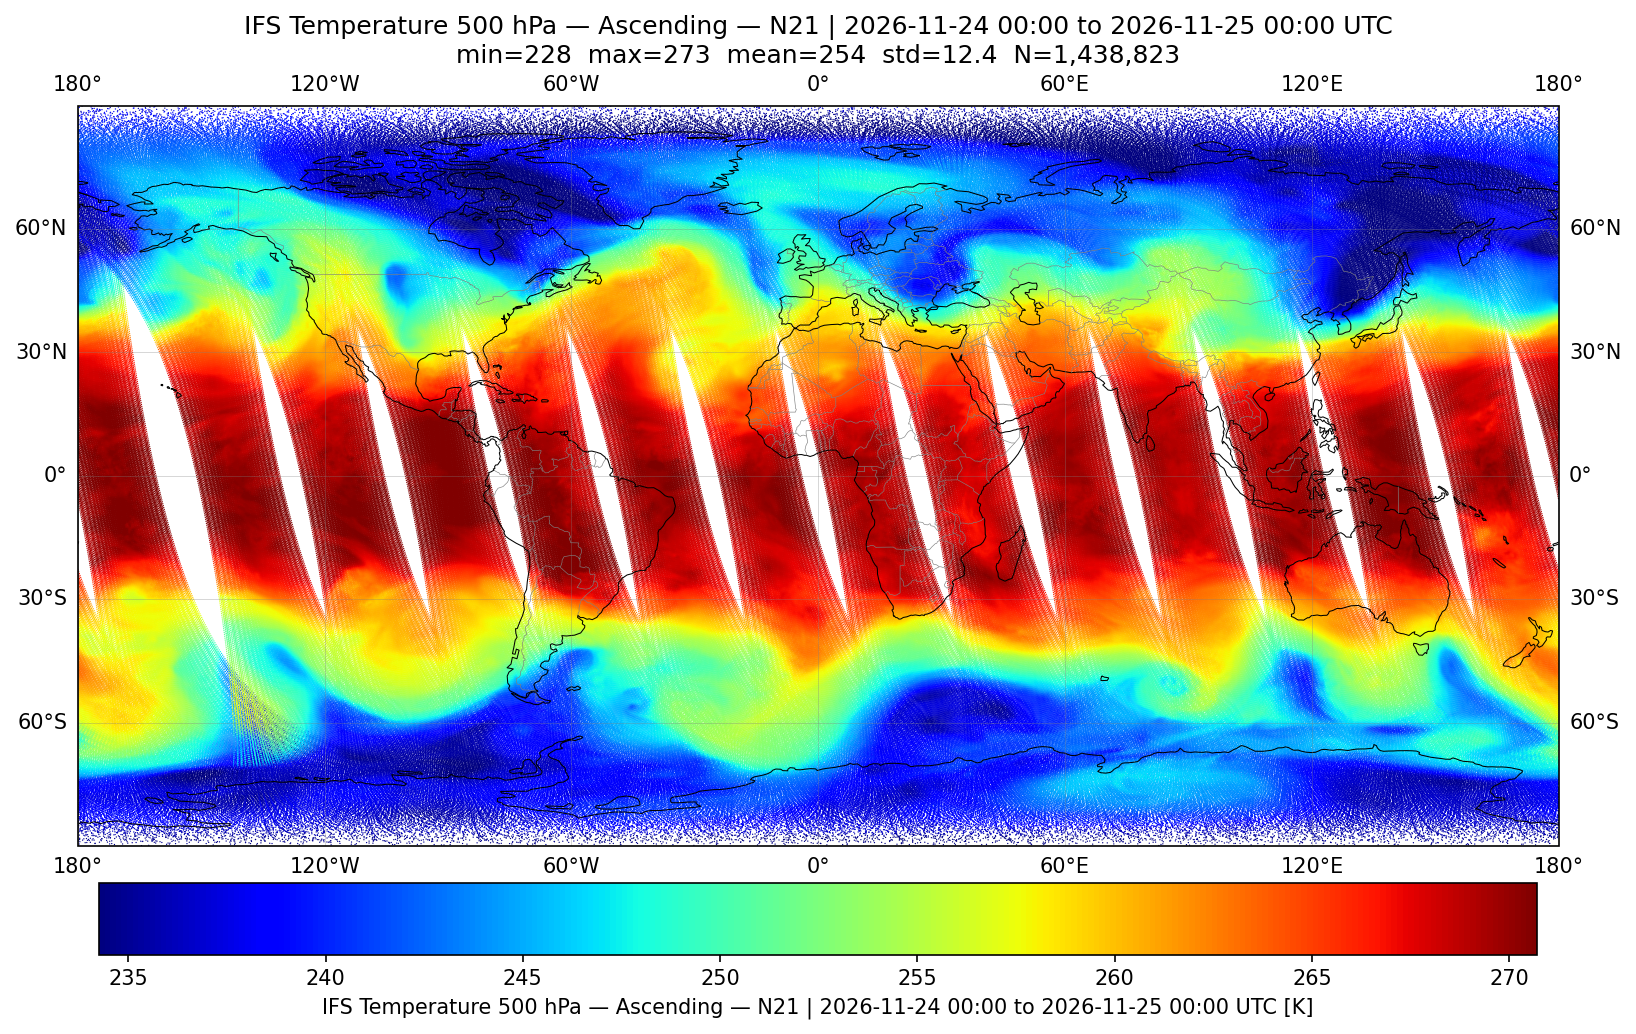 IFS Temperature 500 hPa — Ascending — N21 | 2026-11-24 00:00 to 2026-11-25 00:00 UTC
min=228  max=273  mean=254  std=12.4  N=1,438,823
180° 120°W 60°W 0° 60°E 120°E 180°
60°N 60°N
30°N 30°N
0° 0°
30°S 30°S
60°S 60°S
180° 120°W 60°W 0° 60°E 120°E 180°
235 240 245 250 255 260 265 270
IFS Temperature 500 hPa — Ascending — N21 | 2026-11-24 00:00 to 2026-11-25 00:00 UTC [K]